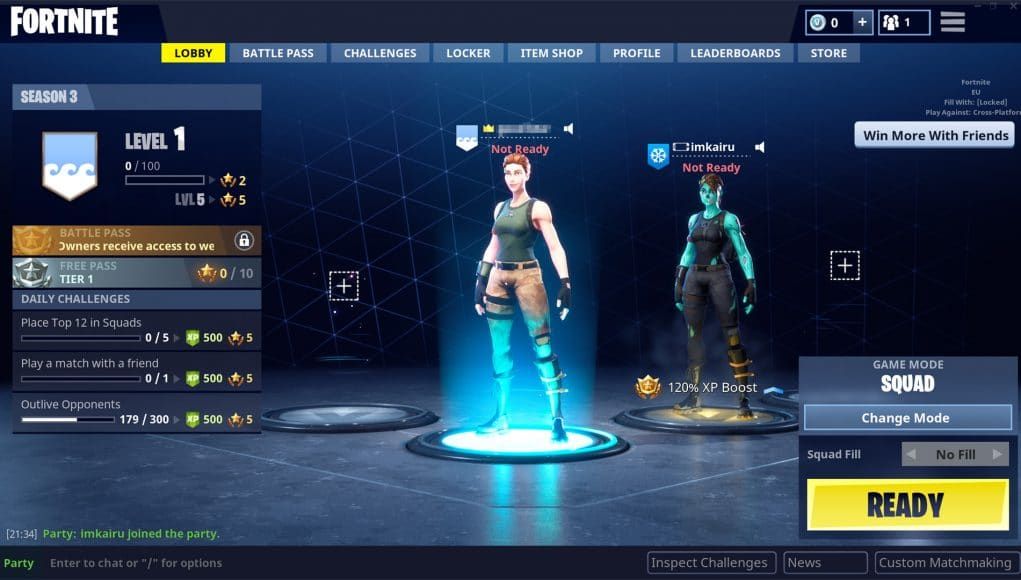 FORTNITE
0 +
1
LOBBY
BATTLE PASS
CHALLENGES
LOCKER
ITEM SHOP
PROFILE
LEADERBOARDS
STORE
Fortnite
EU
Fill With: [Locked]
Play Against: Cross-Platform
Win More With Friends
SEASON 3
LEVEL 1
0 / 100
2
LVL 5
5
BATTLE PASS
Owners receive access to we
FREE PASS
TIER 1
0 / 10
DAILY CHALLENGES
Place Top 12 in Squads
0 / 5 XP 500 5
Play a match with a friend
0 / 1 XP 500 5
Outlive Opponents
179 / 300 XP 500 5
Not Ready
imkairu
Not Ready
120% XP Boost
GAME MODE
SQUAD
Change Mode
Squad Fill
No Fill
READY
[21:34] Party: imkairu joined the party.
Party Enter to chat or "/" for options
Inspect Challenges
News
Custom Matchmaking